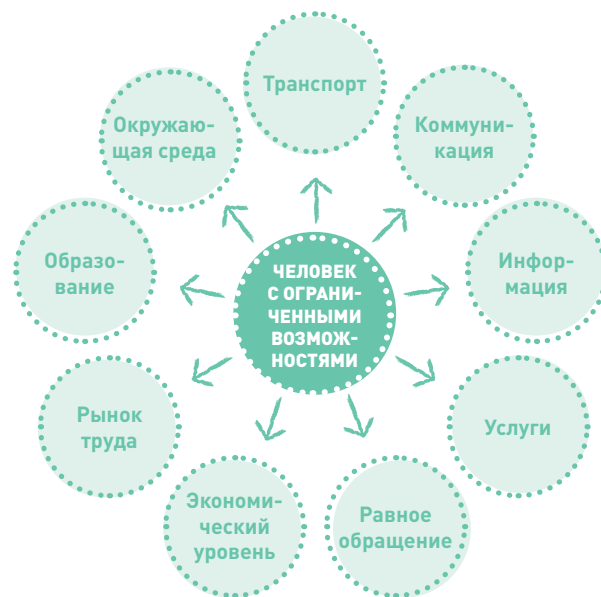 Транспорт
Коммуни-
кация
Инфор-
мация
Услуги
Равное
обращение
Экономи-
ческий
уровень
Рынок
труда
Образо-
вание
Окружаю-
щая среда
ЧЕЛОВЕК
С ОГРАНИ-
ЧЕННЫМИ
ВОЗМОЖ-
НОСТЯМИ